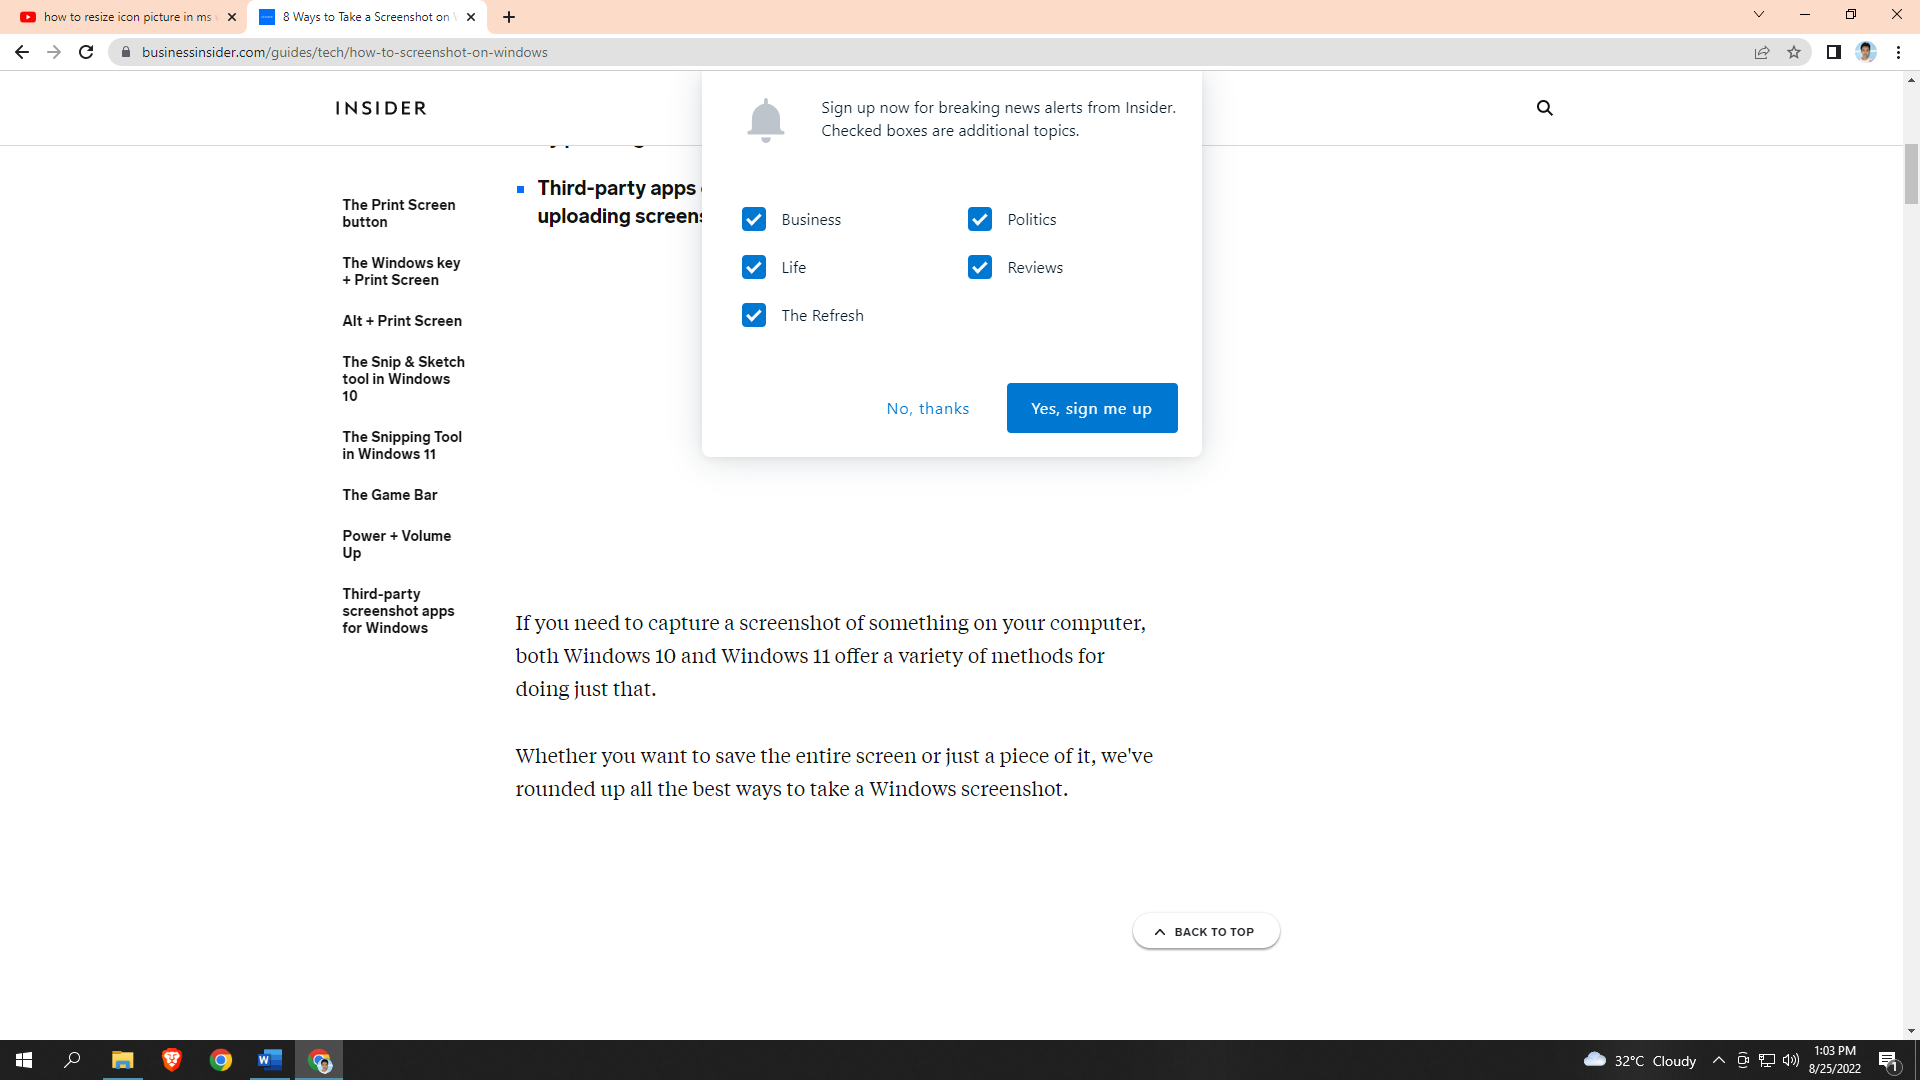 how to resize icon picture in ms
8 Ways to Take a Screenshot on
businessinsider.com/guides/tech/how-to-screenshot-on-windows
INSIDER
Sign up now for breaking news alerts from Insider.
Checked boxes are additional topics.
Business
Politics
Life
Reviews
The Refresh
No, thanks
Yes, sign me up
The Print Screen
button
The Windows key
+ Print Screen
Alt + Print Screen
The Snip & Sketch
tool in Windows
10
The Snipping Tool
in Windows 11
The Game Bar
Power + Volume
Up
Third-party
screenshot apps
for Windows
Third-party apps
uploading screens
If you need to capture a screenshot of something on your computer,
both Windows 10 and Windows 11 offer a variety of methods for
doing just that.
Whether you want to save the entire screen or just a piece of it, we've
rounded up all the best ways to take a Windows screenshot.
BACK TO TOP
W
32°C Cloudy
1:03 PM
8/25/2022
1